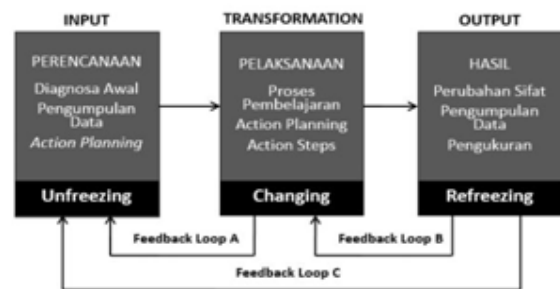 INPUT
TRANSFORMATION
OUTPUT
PERENCANAAN
Diagnosa Awal
Pengumpulan
Data
Action Planning
Unfreezing
PELAKSANAAN
Proses
Pembelajaran
Action Planning
Action Steps
Changing
HASIL
Perubahan Sifat
Pengumpulan
Data
Pengukuran
Refreezing
Feedback Loop A
Feedback Loop B
Feedback Loop C